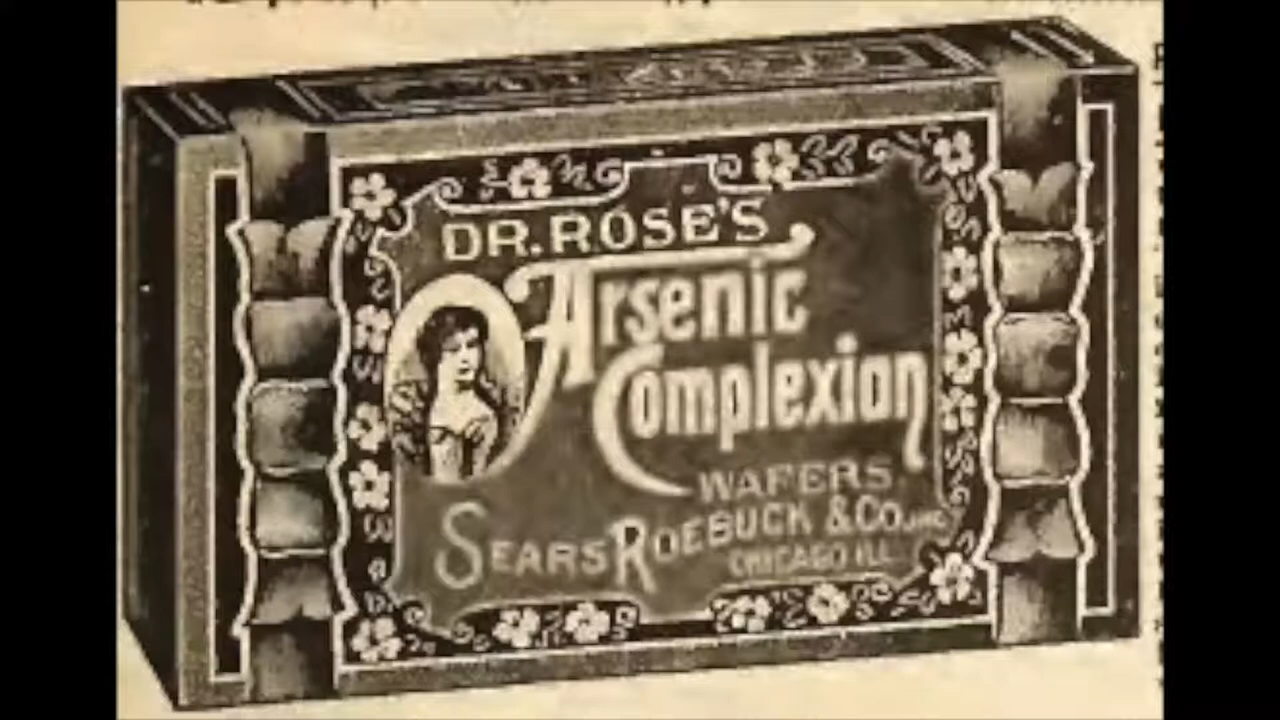 DR. ROSE'S
Arsenic
Complexion
WAFERS
SEARS ROEBUCK & CO. INC
CHICAGO ILL.